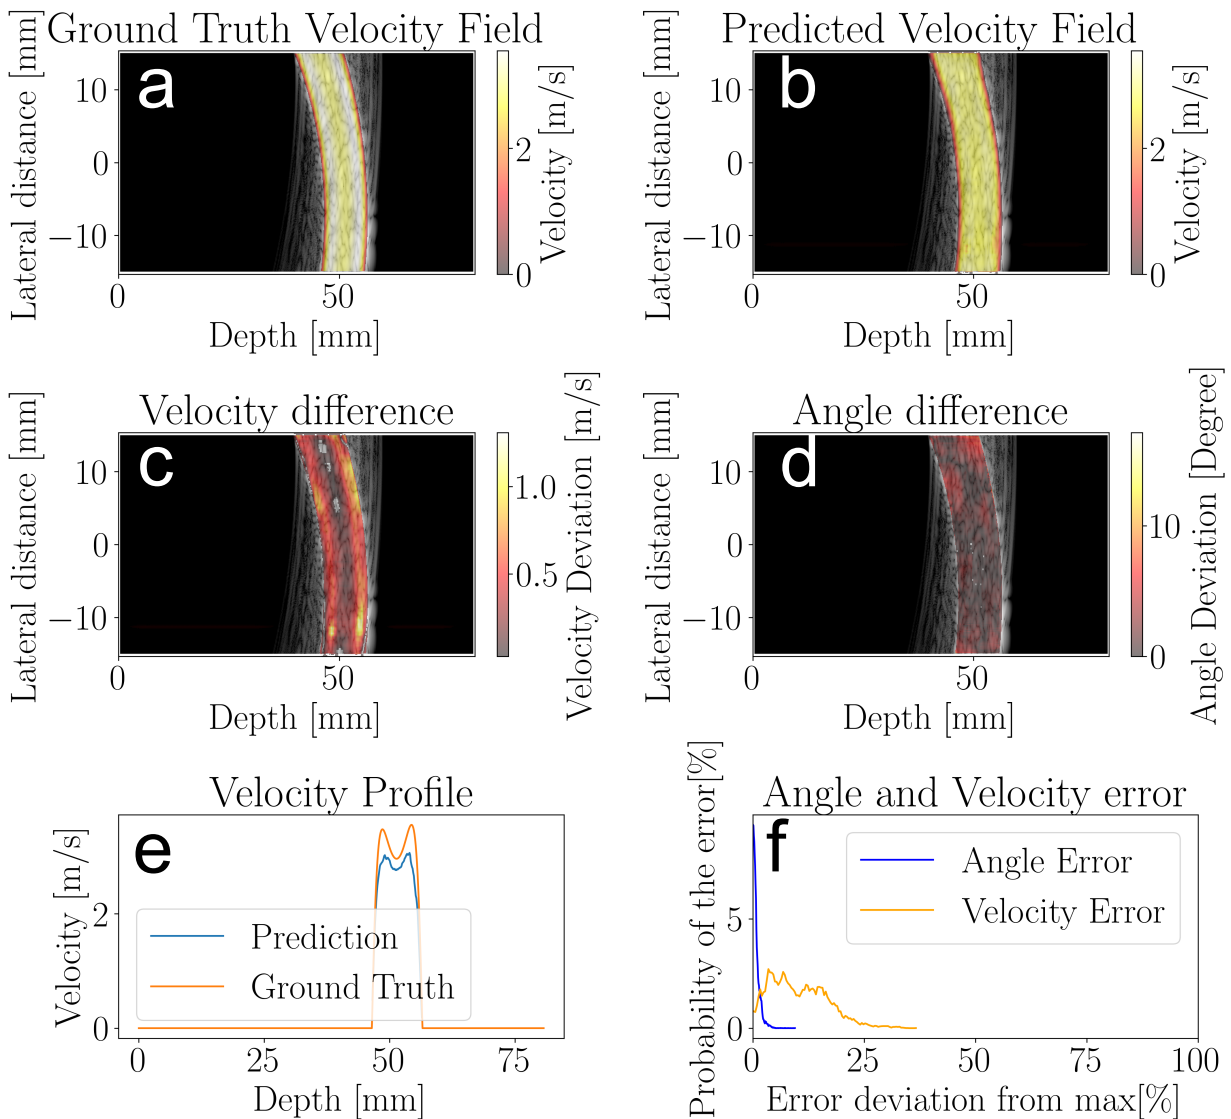 Ground Truth Velocity Field
a
10
0
−10
Lateral distance [mm]
0
50
Depth [mm]
2
0
Velocity [m/s]
Predicted Velocity Field
b
10
0
−10
Lateral distance [mm]
0
50
Depth [mm]
2
0
Velocity [m/s]
Velocity difference
c
10
0
−10
Lateral distance [mm]
0
50
Depth [mm]
1.0
0.5
Velocity Deviation [m/s]
Angle difference
d
10
0
−10
Lateral distance [mm]
0
50
Depth [mm]
10
0
Angle Deviation [Degree]
Velocity Profile
e
2
0
Velocity [m/s]
Prediction
Ground Truth
0
25
50
75
Depth [mm]
Angle and Velocity error
f
5
0
Probability of the error[%]
Angle Error
Velocity Error
0
25
50
75
100
Error deviation from max[%]